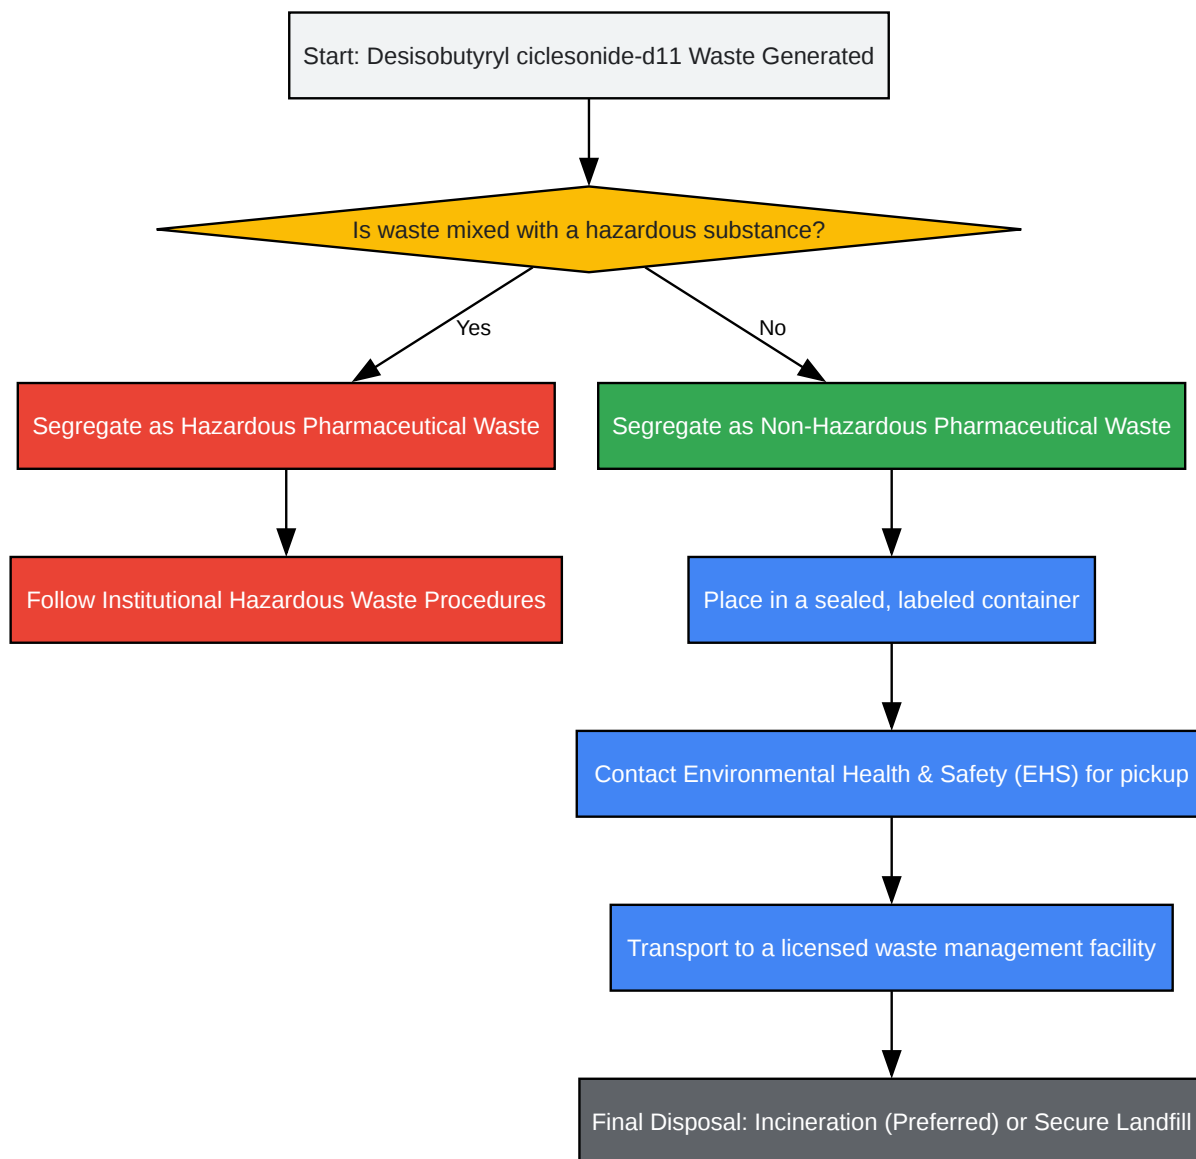 Start: Desisobutyryl ciclesonide-d11 Waste Generated
Is waste mixed with a hazardous substance?
Yes
No
Segregate as Hazardous Pharmaceutical Waste
Segregate as Non-Hazardous Pharmaceutical Waste
Follow Institutional Hazardous Waste Procedures
Place in a sealed, labeled container
Contact Environmental Health & Safety (EHS) for pickup
Transport to a licensed waste management facility
Final Disposal: Incineration (Preferred) or Secure Landfill